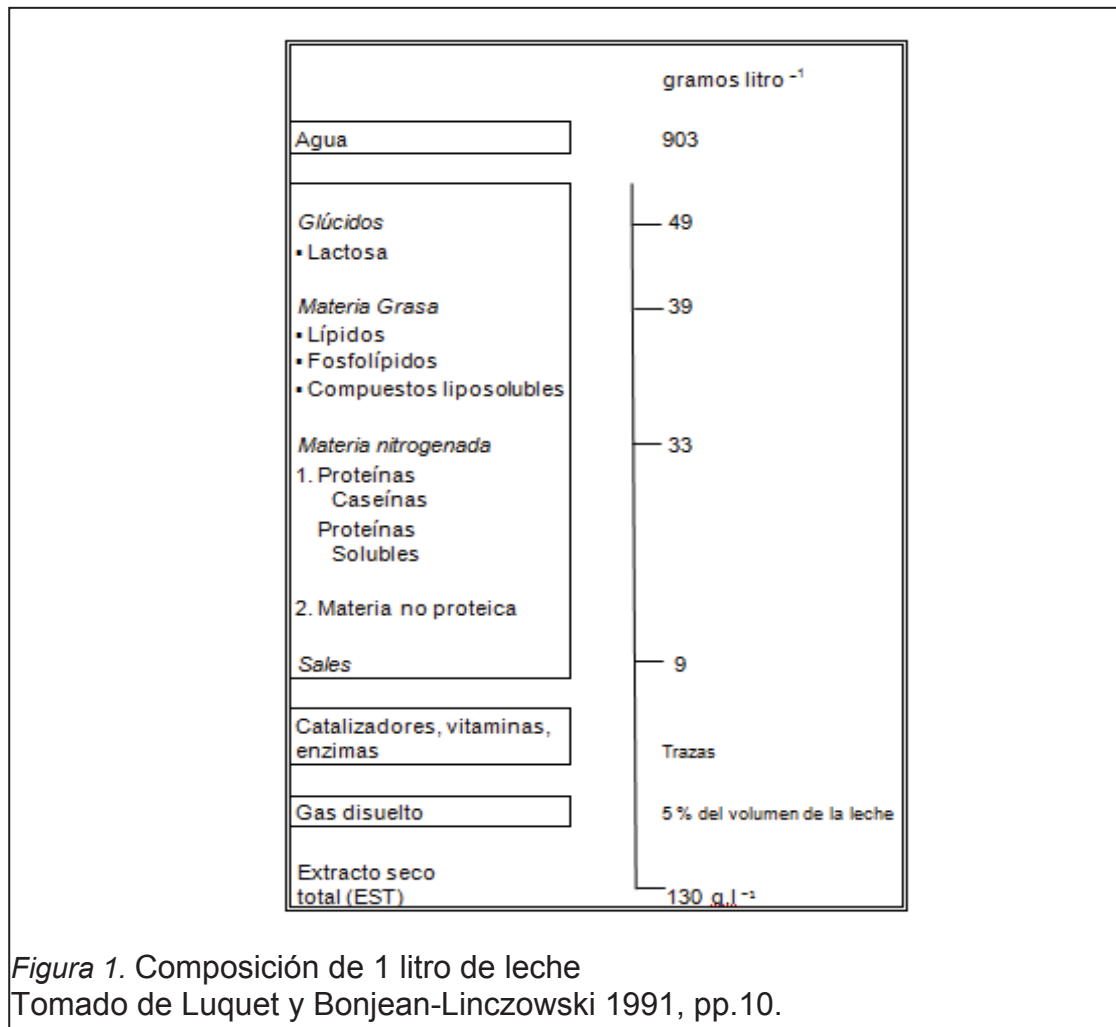 gramos litro ⁻¹
Agua 903
Glúcidos 49
▪ Lactosa
Materia Grasa 39
▪ Lípidos
▪ Fosfolípidos
▪ Compuestos liposolubles
Materia nitrogenada 33
1. Proteínas
Caseínas
Proteínas
Solubles
2. Materia no proteica
Sales 9
Catalizadores, vitaminas,
enzimas Trazas
Gas disuelto 5 % del volumen de la leche
Extracto seco
total (EST) 130 g.l ⁻¹
Figura 1. Composición de 1 litro de leche
Tomado de Luquet y Bonjean-Linczowski 1991, pp.10.